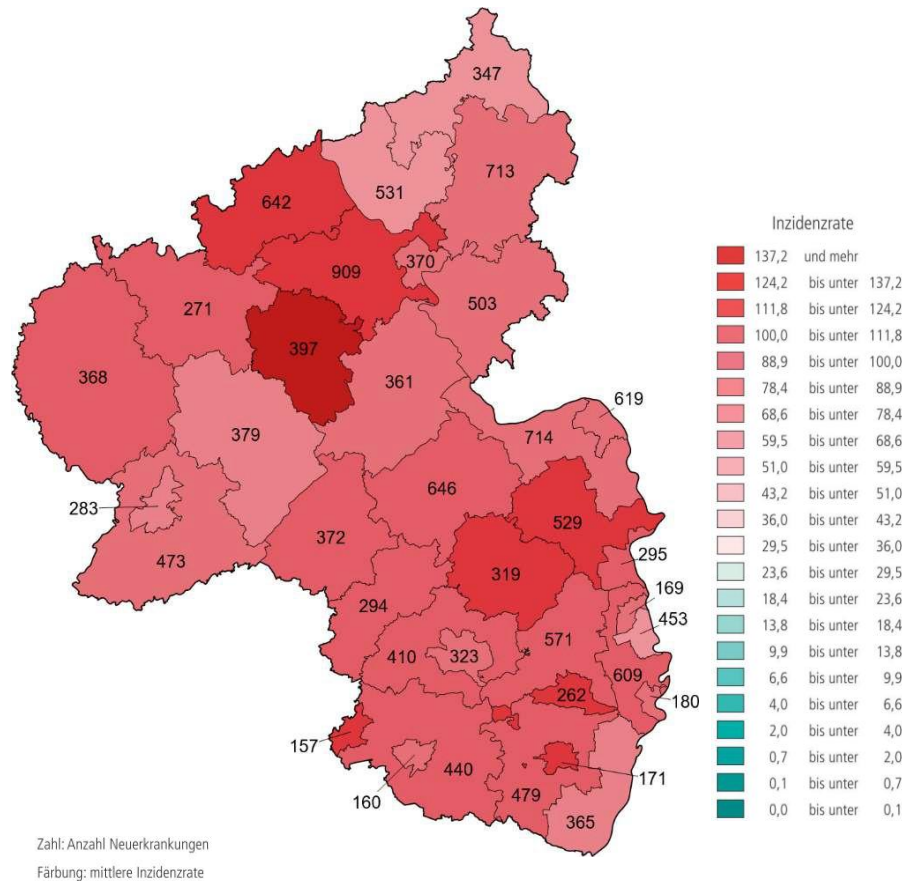 347
713
531
642
909
370
503
271
397
368
361
379
619
714
646
283
529
372
473
295
319
169
294
453
571
410
323
609
262
180
157
440
171
160
479
365
Inzidenzrate
137,2 und mehr
124,2 bis unter 137,2
111,8 bis unter 124,2
100,0 bis unter 111,8
88,9 bis unter 100,0
78,4 bis unter 88,9
68,6 bis unter 78,4
59,5 bis unter 68,6
51,0 bis unter 59,5
43,2 bis unter 51,0
36,0 bis unter 43,2
29,5 bis unter 36,0
23,6 bis unter 29,5
18,4 bis unter 23,6
13,8 bis unter 18,4
9,9 bis unter 13,8
6,6 bis unter 9,9
4,0 bis unter 6,6
2,0 bis unter 4,0
0,7 bis unter 2,0
0,1 bis unter 0,7
0,0 bis unter 0,1
Zahl: Anzahl Neuerkrankungen
Färbung: mittlere Inzidenzrate